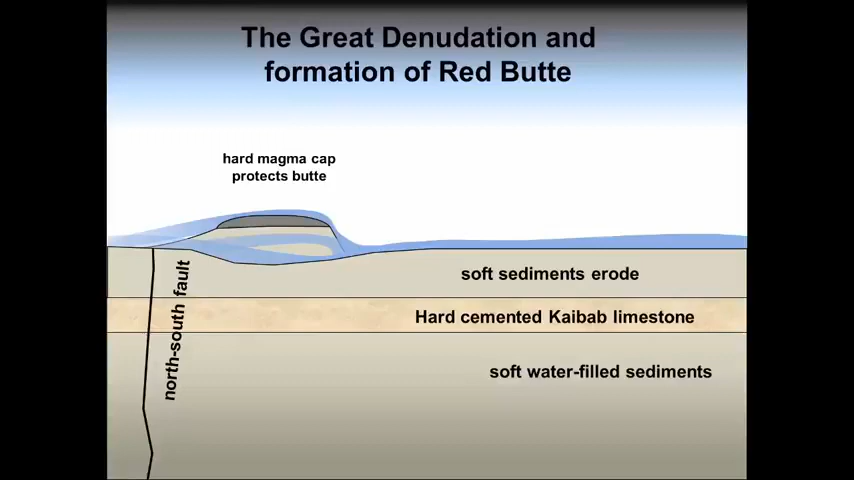 The Great Denudation and
formation of Red Butte
hard magma cap
protects butte
soft sediments erode
north-south fault
Hard cemented Kaibab limestone
soft water-filled sediments